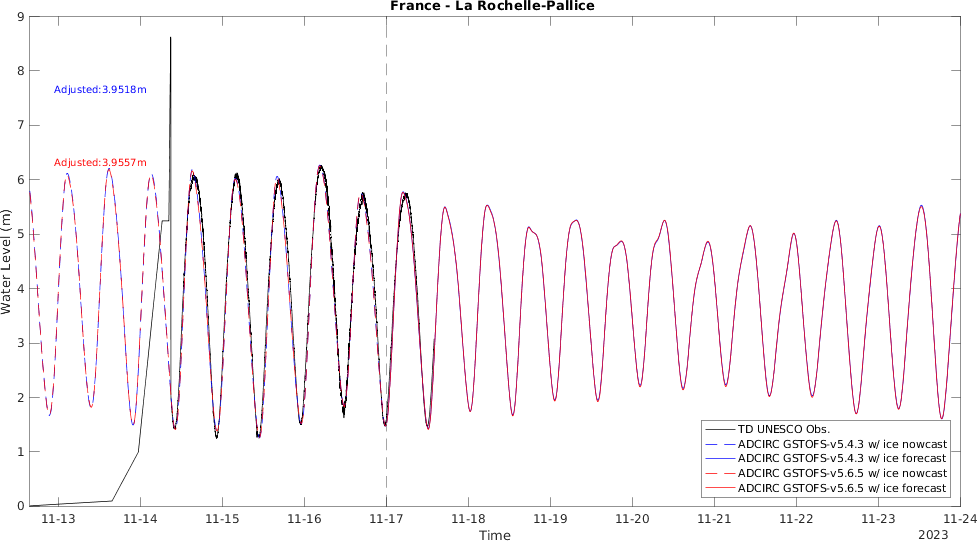 France - La Rochelle-Pallice
9
8
7
6
5
4
3
2
1
0
Water Level (m)
Adjusted:3.9518m
Adjusted:3.9557m
TD UNESCO Obs.
ADCIRC GSTOFS-v5.4.3 w/ ice nowcast
ADCIRC GSTOFS-v5.4.3 w/ ice forecast
ADCIRC GSTOFS-v5.6.5 w/ ice nowcast
ADCIRC GSTOFS-v5.6.5 w/ ice forecast
11-13 11-14 11-15 11-16 11-17 11-18 11-19 11-20 11-21 11-22 11-23 11-24
Time
2023